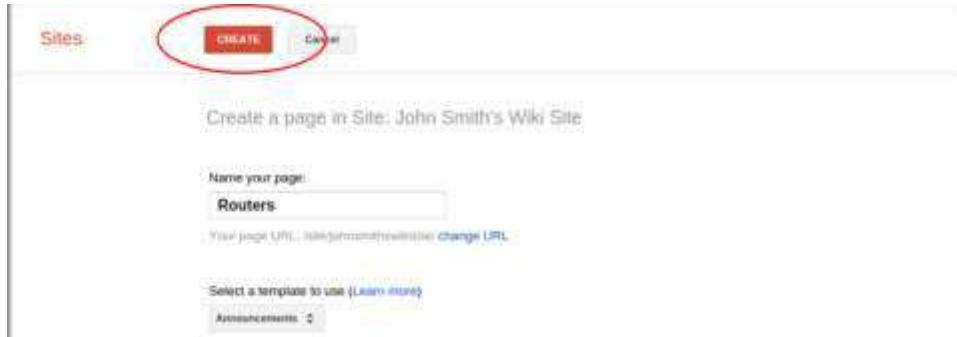 Sites
CREATE Cancel
Create a page in Site: John Smith's Wiki Site
Name your page:
Routers
Your page URL: change URL
Select a template to use (Learn more)
Announcements